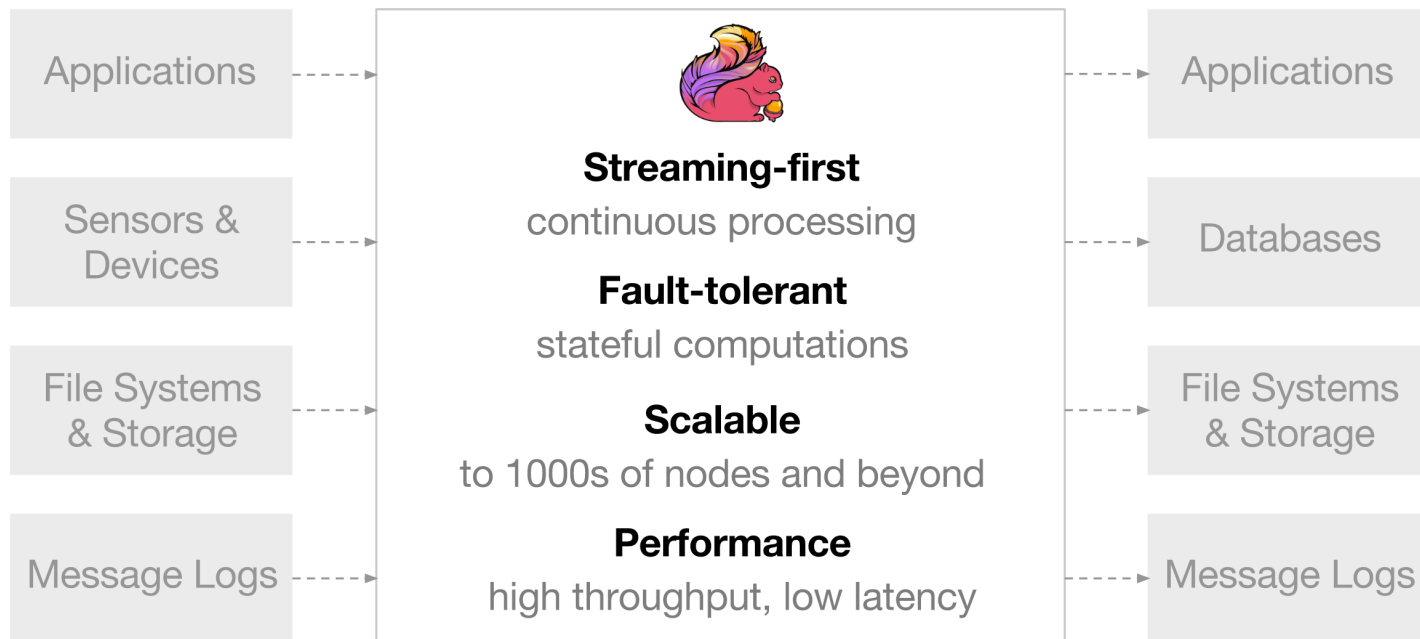 Applications
Sensors &
Devices
File Systems
& Storage
Message Logs
Streaming-first
continuous processing
Fault-tolerant
stateful computations
Scalable
to 1000s of nodes and beyond
Performance
high throughput, low latency
Applications
Databases
File Systems
& Storage
Message Logs